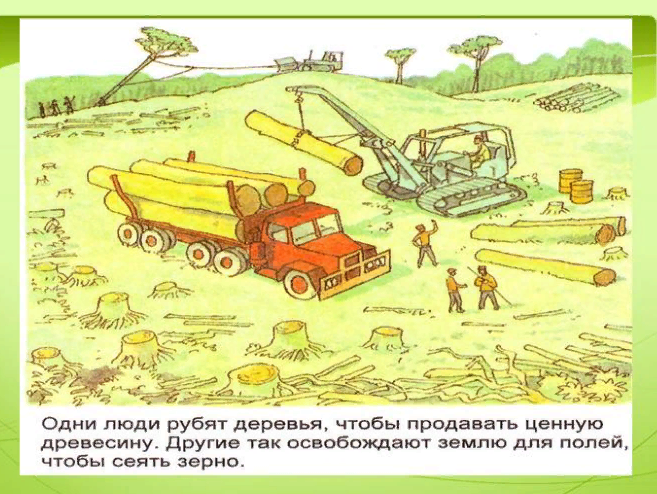 Одни люди рубят деревья, чтобы продавать ценную
древесину. Другие так освобождают землю для полей,
чтобы сеять зерно.